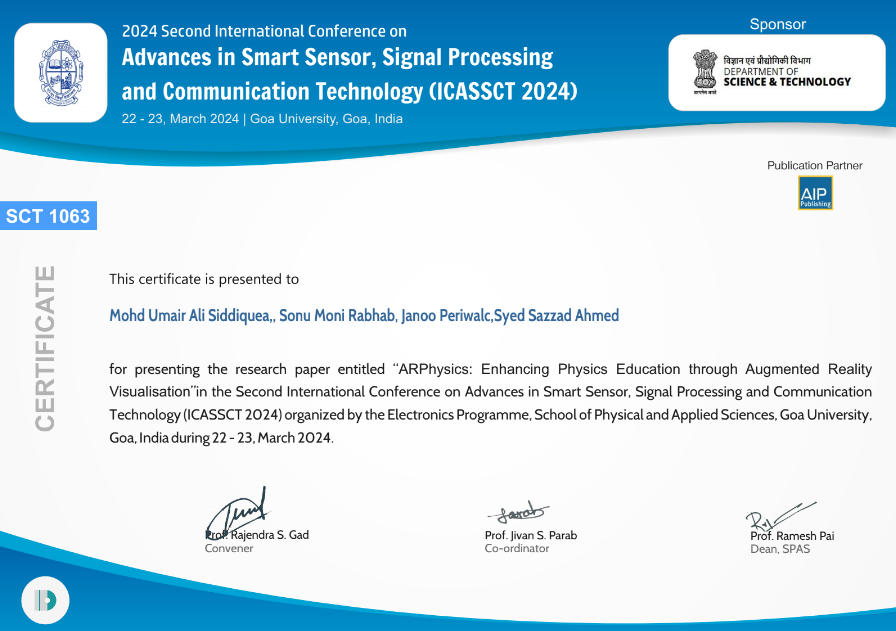 2024 Second International Conference on
Advances in Smart Sensor, Signal Processing
and Communication Technology (ICASSCT 2024)
22 - 23, March 2024 | Goa University, Goa, India
Sponsor
विज्ञान एवं प्रौद्योगिकी विभाग
DEPARTMENT OF
SCIENCE & TECHNOLOGY
सत्यमेव जयते
Publication Partner
AIP
Publishing
SCT 1063
CERTIFICATE
This certificate is presented to
Mohd Umair Ali Siddiquea,, Sonu Moni Rabhab, Janoo Periwalc,Syed Sazzad Ahmed
for presenting the research paper entitled “ARPhysics: Enhancing Physics Education through Augmented Reality
Visualisation”in the Second International Conference on Advances in Smart Sensor, Signal Processing and Communication
Technology (ICASSCT 2024) organized by the Electronics Programme, School of Physical and Applied Sciences, Goa University,
Goa, India during 22 - 23, March 2024.
Prof. Rajendra S. Gad
Convener
Prof. Jivan S. Parab
Co-ordinator
Prof. Ramesh Pai
Dean, SPAS